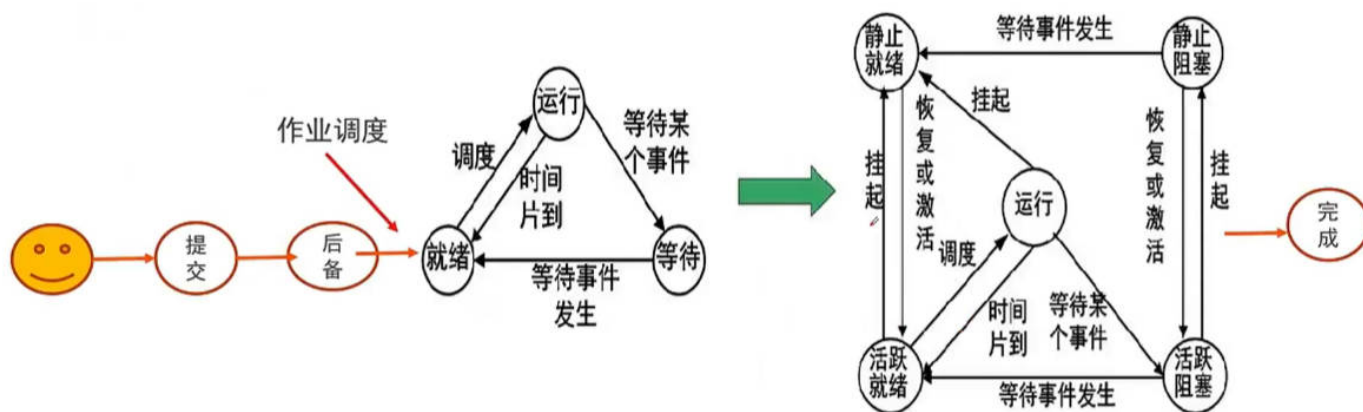 作业调度
提
交
后
备
就绪
运行
等待
调度
时间
片到
等待某
个事件
等待事件
发生
静止
就绪
等待事件发生
静止
阻塞
挂起
挂起
恢复或激活
运行
恢复或激活
挂起
调度
时间
片到
等待某
个事件
活跃
就绪
等待事件发生
活跃
阻塞
完
成